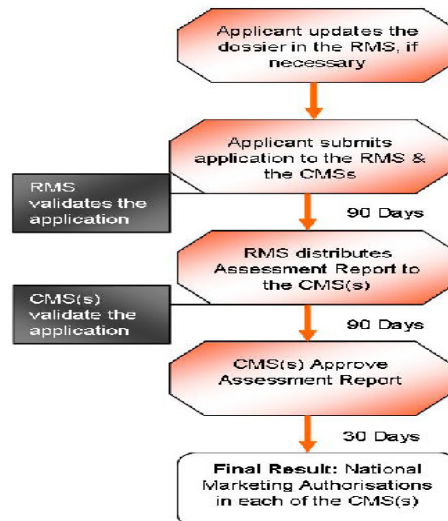 Applicant updates the
dossier in the RMS, if
necessary
Applicant submits
application to the RMS &
the CMSs
RMS
validates the
application
90 Days
RMS distributes
Assessment Report to
the CMS(s)
CMS(s)
validate the
application
90 Days
CMS(s) Approve
Assessment Report
30 Days
Final Result: National
Marketing Authorisations
in each of the CMS(s)